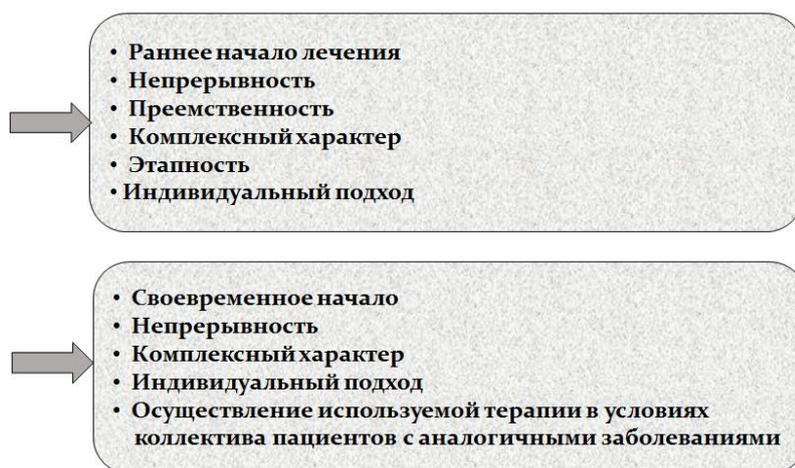 • Раннее начало лечения
• Непрерывность
• Преемственность
• Комплексный характер
• Этапность
• Индивидуальный подход
• Своевременное начало
• Непрерывность
• Комплексный характер
• Индивидуальный подход
• Осуществление используемой терапии в условиях
коллектива пациентов с аналогичными заболеваниями